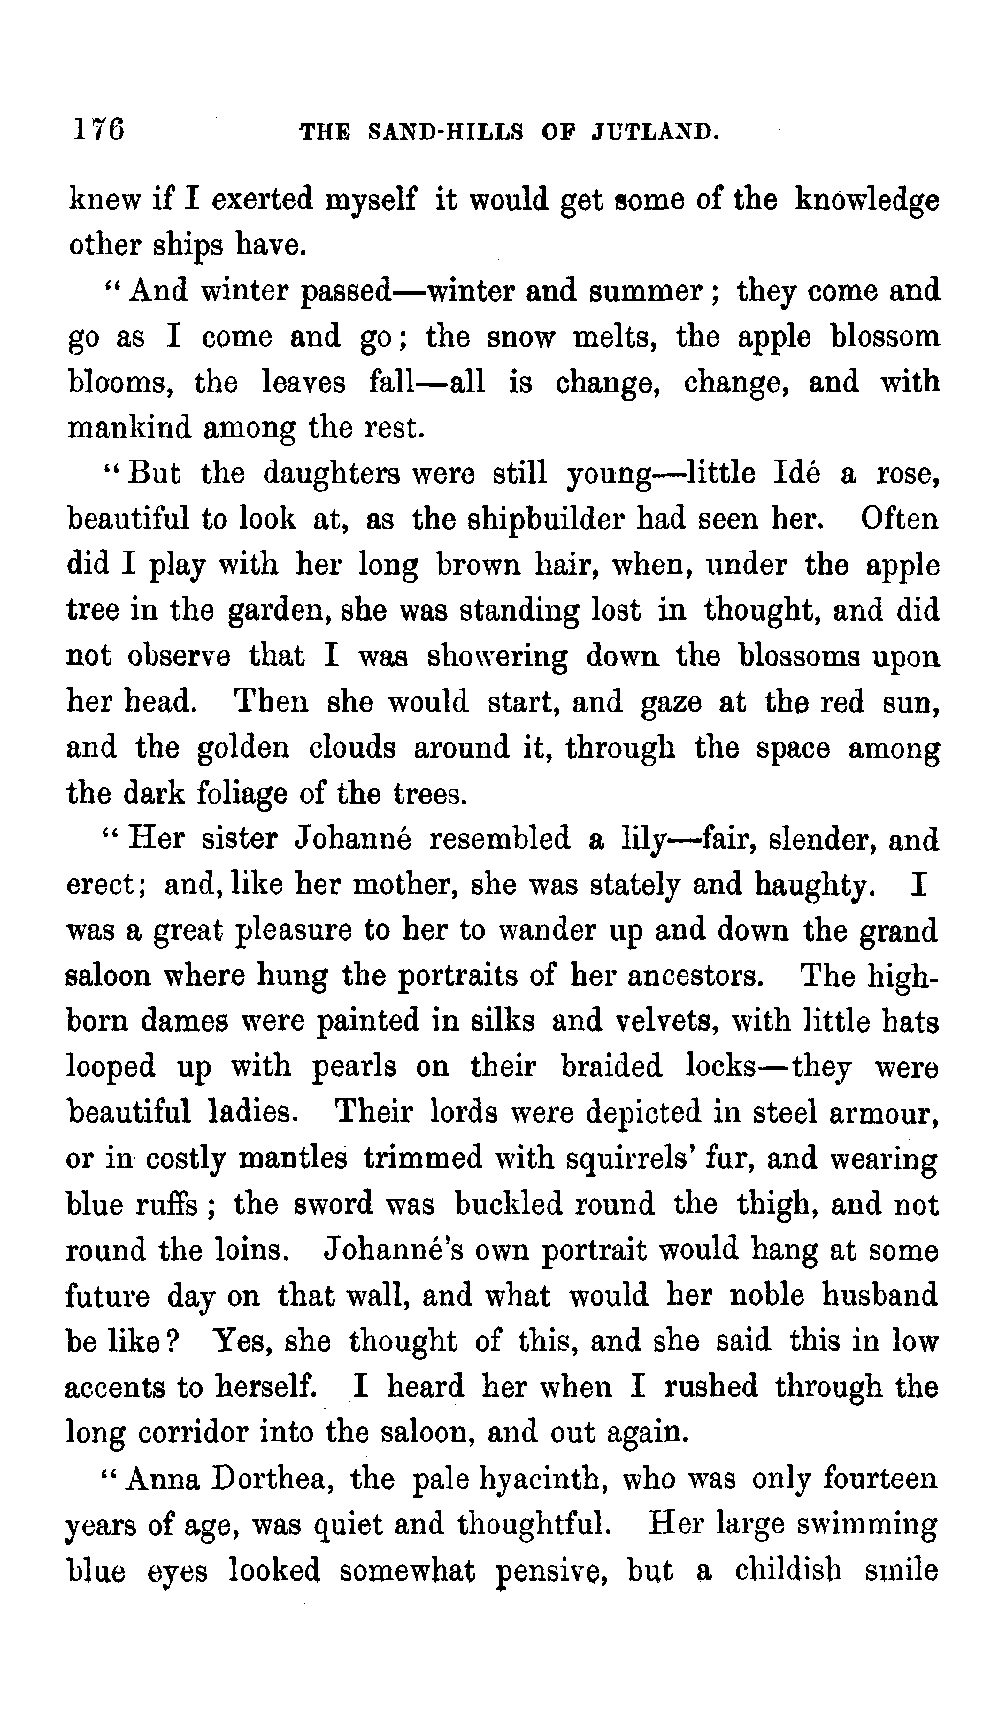 176 THE SAND-HILLS OF JUTLAND.
knew if I exerted myself it would get some of the knowledge
other ships have.
“And winter passed—winter and summer; they come and
go as I come and go; the snow melts, the apple blossom
blooms, the leaves fall—all is change, change, and with
mankind among the rest.
“But the daughters were still young—little Idé a rose,
beautiful to look at, as the shipbuilder had seen her. Often
did I play with her long brown hair, when, under the apple
tree in the garden, she was standing lost in thought, and did
not observe that I was showering down the blossoms upon
her head. Then she would start, and gaze at the red sun,
and the golden clouds around it, through the space among
the dark foliage of the trees.
“Her sister Johanné resembled a lily—fair, slender, and
erect; and, like her mother, she was stately and haughty. I
was a great pleasure to her to wander up and down the grand
saloon where hung the portraits of her ancestors. The high-
born dames were painted in silks and velvets, with little hats
looped up with pearls on their braided locks—they were
beautiful ladies. Their lords were depicted in steel armour,
or in costly mantles trimmed with squirrels’ fur, and wearing
blue ruffs; the sword was buckled round the thigh, and not
round the loins. Johanné’s own portrait would hang at some
future day on that wall, and what would her noble husband
be like? Yes, she thought of this, and she said this in low
accents to herself. I heard her when I rushed through the
long corridor into the saloon, and out again.
“Anna Dorthea, the pale hyacinth, who was only fourteen
years of age, was quiet and thoughtful. Her large swimming
blue eyes looked somewhat pensive, but a childish smile